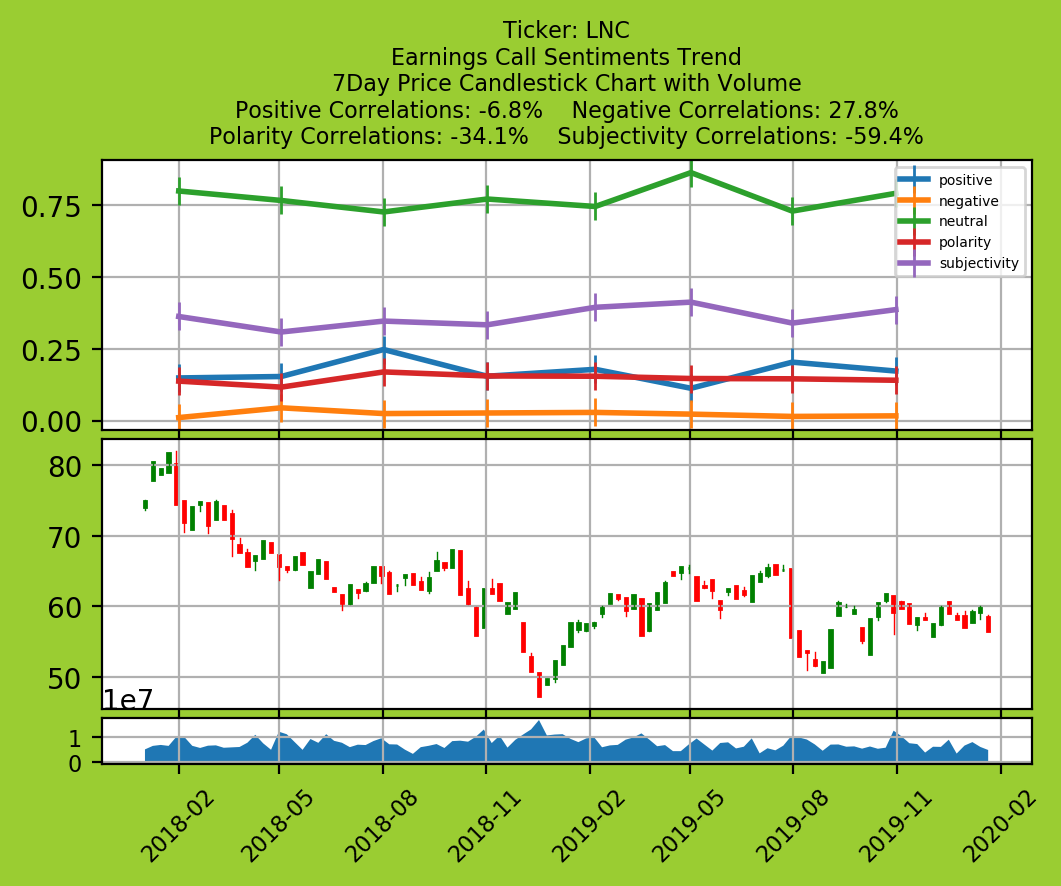 Ticker: LNC
Earnings Call Sentiments Trend
7Day Price Candlestick Chart with Volume
Positive Correlations: -6.8%    Negative Correlations: 27.8%
Polarity Correlations: -34.1%    Subjectivity Correlations: -59.4%
0.75
0.50
0.25
0.00
positive
negative
neutral
polarity
subjectivity
80
70
60
50
1e7
1
0
2018-02
2018-05
2018-08
2018-11
2019-02
2019-05
2019-08
2019-11
2020-02